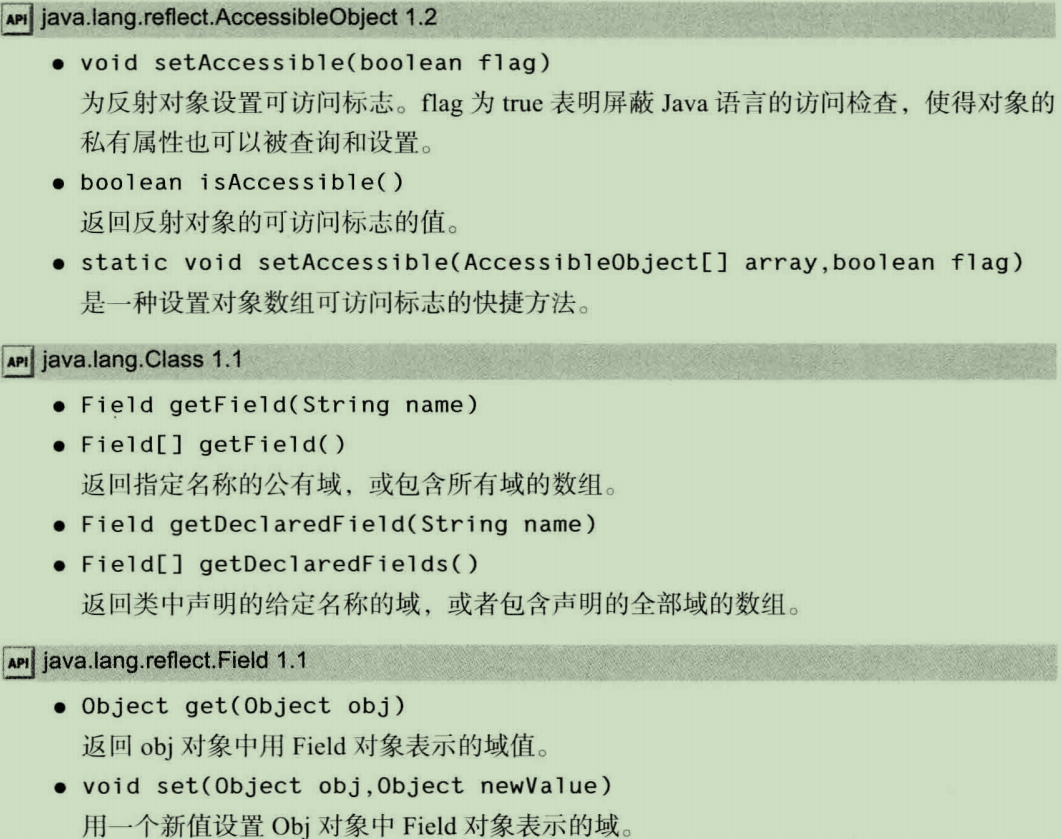 API java.lang.reflect.AccessibleObject 1.2
● void setAccessible(boolean flag)
为反射对象设置可访问标志。flag 为 true 表明屏蔽 Java 语言的访问检查，使得对象的
私有属性也可以被查询和设置。
● boolean isAccessible()
返回反射对象的可访问标志的值。
● static void setAccessible(AccessibleObject[] array,boolean flag)
是一种设置对象数组可访问标志的快捷方法。
API java.lang.Class 1.1
● Field getField(String name)
● Field[] getField()
返回指定名称的公有域，或包含所有域的数组。
● Field getDeclaredField(String name)
● Field[] getDeclaredFields()
返回类中声明的给定名称的域，或者包含声明的全部域的数组。
API java.lang.reflect.Field 1.1
● Object get(Object obj)
返回 obj 对象中用 Field 对象表示的域值。
● void set(Object obj,Object newValue)
用一个新值设置 Obj 对象中 Field 对象表示的域。